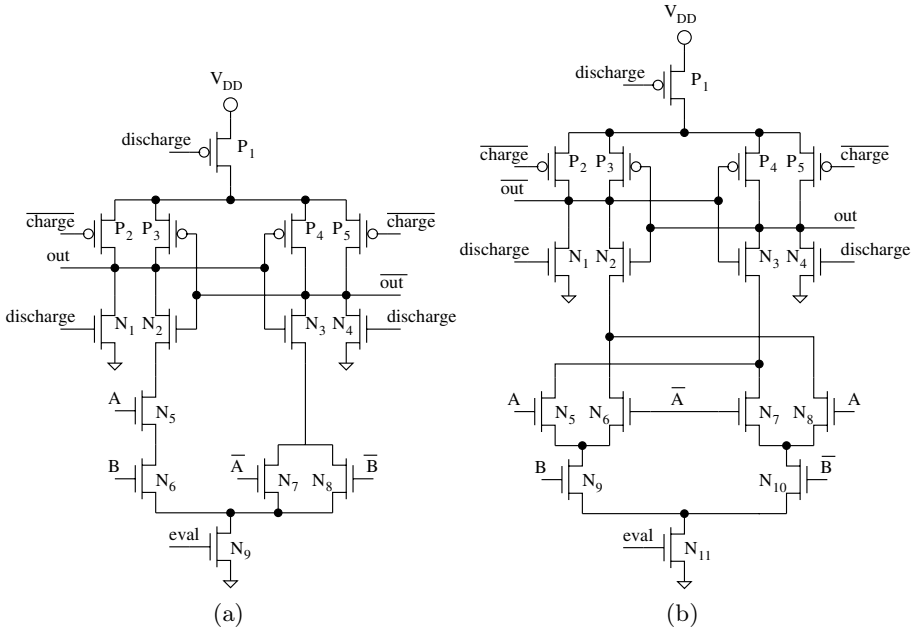 V_DD
discharge
P_1
charge̅
P_2
P_3
P_4
P_5
charge̅
out
out̅
discharge
N_1
N_2
N_3
N_4
discharge
A
N_5
B
N_6
A̅
N_7
N_8
B̅
eval
N_9
(a)
V_DD
discharge
P_1
charge̅
P_2
P_3
P_4
P_5
charge̅
out̅
out
discharge
N_1
N_2
N_3
N_4
discharge
A
N_5
N_6
A̅
N_7
N_8
A
B
N_9
N_10
B̅
eval
N_11
(b)